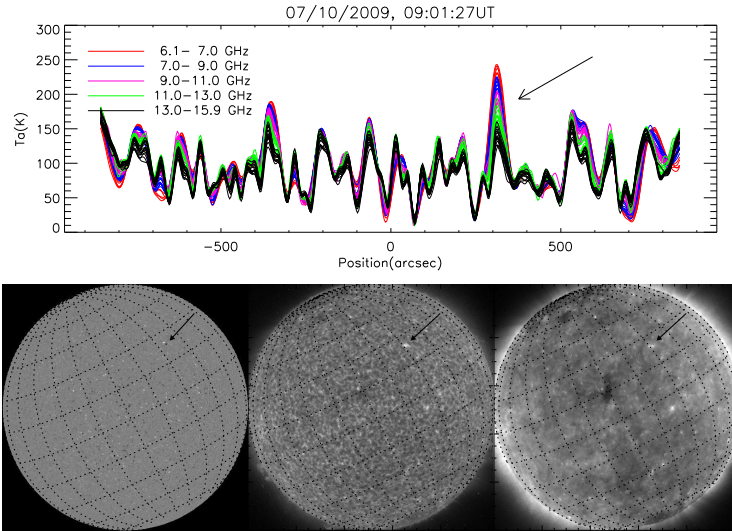 07/10/2009, 09:01:27UT
300
250
200
150
100
50
0
Ta(K)
6.1– 7.0 GHz
7.0– 9.0 GHz
9.0–11.0 GHz
11.0–13.0 GHz
13.0–15.9 GHz
−500 0 500
Position(arcsec)